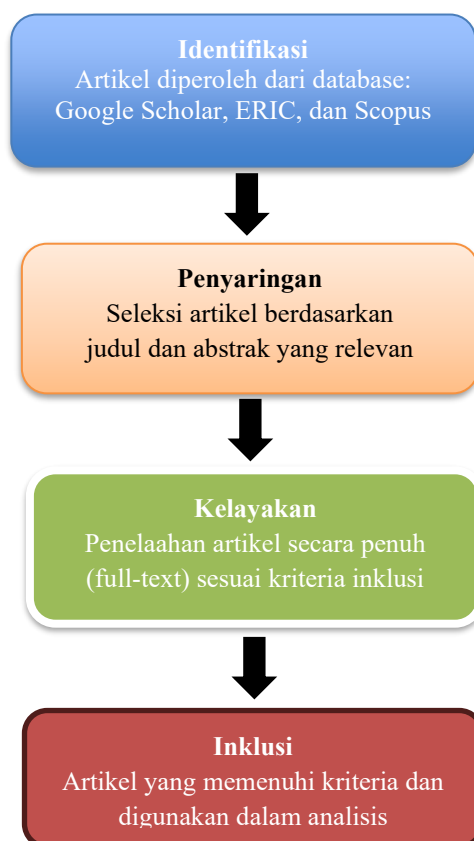 Identifikasi
Artikel diperoleh dari database:
Google Scholar, ERIC, dan Scopus
Penyaringan
Seleksi artikel berdasarkan
judul dan abstrak yang relevan
Kelayakan
Penelaahan artikel secara penuh
(full-text) sesuai kriteria inklusi
Inklusi
Artikel yang memenuhi kriteria dan
digunakan dalam analisis